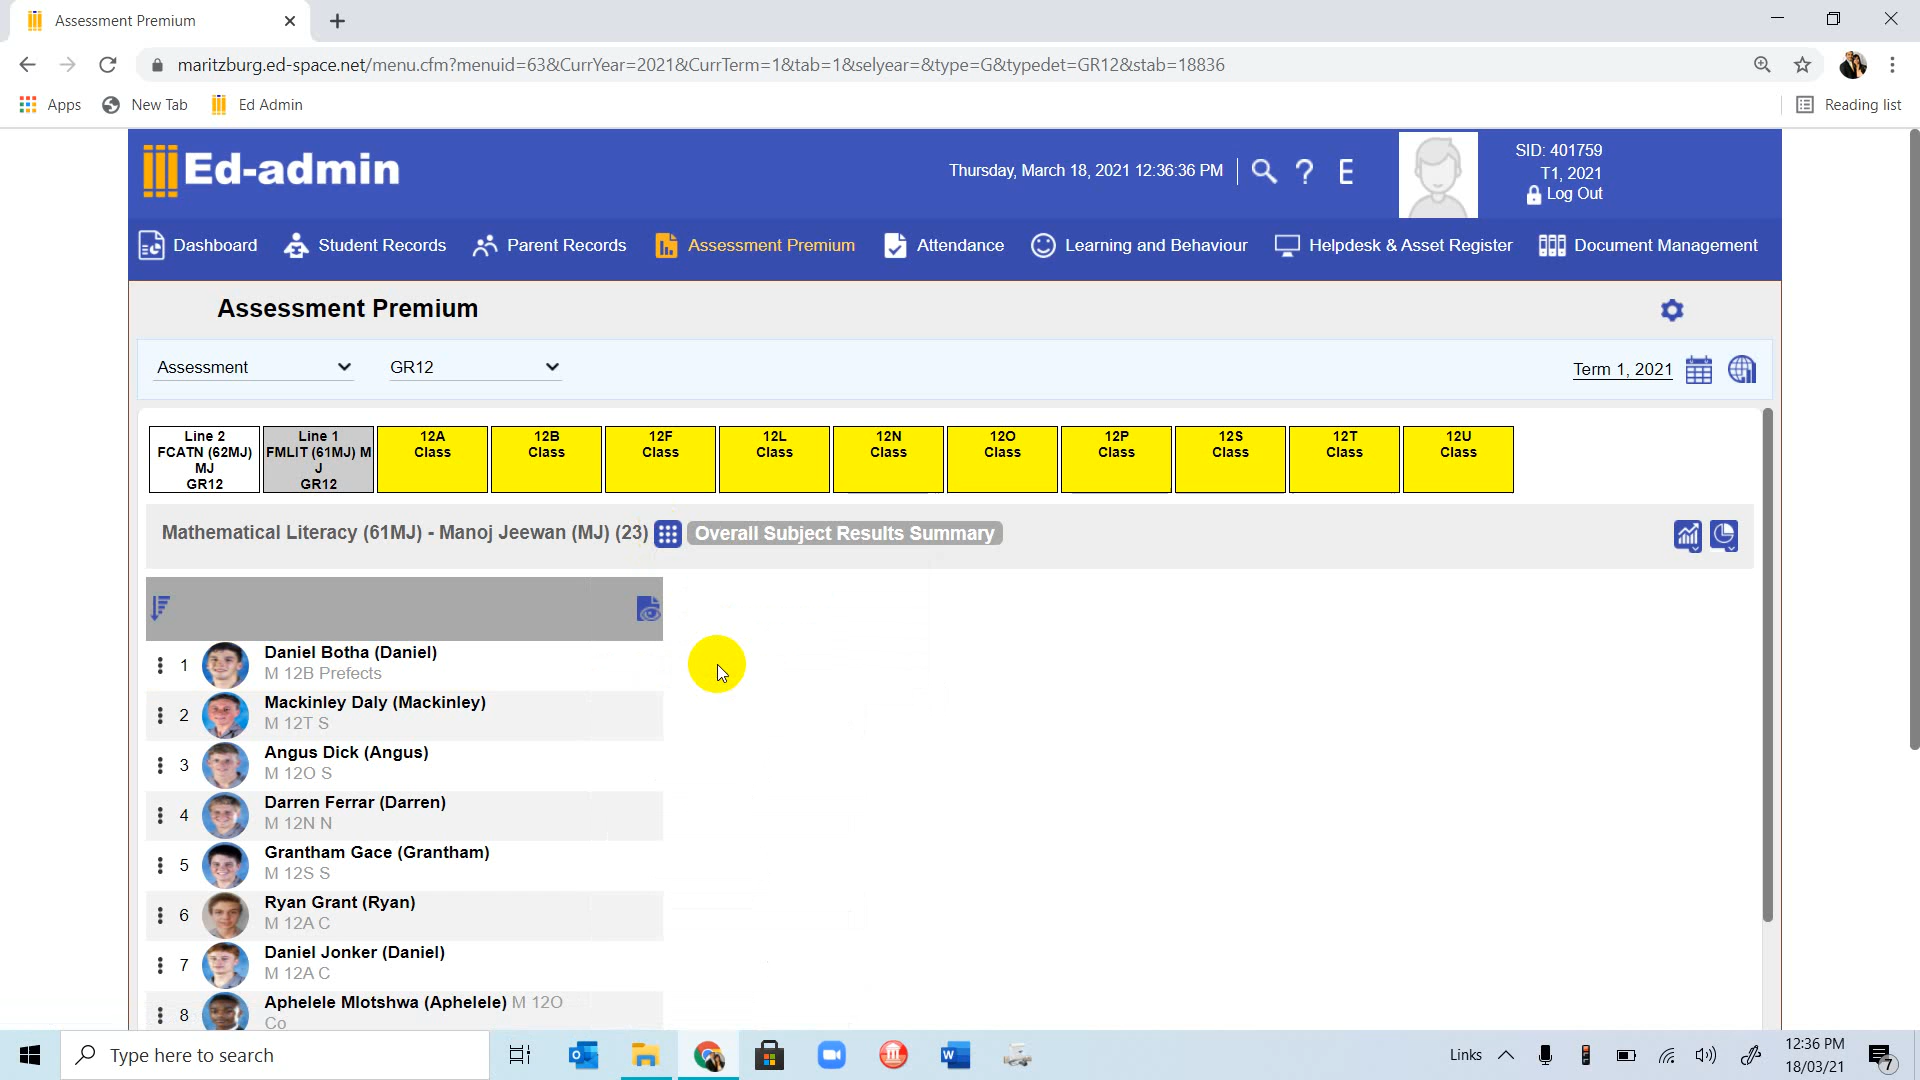 Assessment Premium
maritzburg.ed-space.net/menu.cfm?menuid=63&CurrYear=2021&CurrTerm=1&tab=1&selyear=&type=G&typedet=GR12&stab=18836
Apps
New Tab
Ed Admin
Reading list
Ed-admin
Thursday, March 18, 2021 12:36:36 PM
E
SID: 401759
T1, 2021
Log Out
Dashboard
Student Records
Parent Records
Assessment Premium
Attendance
Learning and Behaviour
Helpdesk & Asset Register
Document Management
Assessment Premium
Assessment
GR12
Term 1, 2021
Line 2
FCATN (62MJ)
MJ
GR12
Line 1
FMLIT (61MJ) M
J
GR12
12A
Class
12B
Class
12F
Class
12L
Class
12N
Class
12O
Class
12P
Class
12S
Class
12T
Class
12U
Class
Mathematical Literacy (61MJ) - Manoj Jeewan (MJ) (23)
Overall Subject Results Summary
1
Daniel Botha (Daniel)
M 12B Prefects
2
Mackinley Daly (Mackinley)
M 12T S
3
Angus Dick (Angus)
M 12O S
4
Darren Ferrar (Darren)
M 12N N
5
Grantham Gace (Grantham)
M 12S S
6
Ryan Grant (Ryan)
M 12A C
7
Daniel Jonker (Daniel)
M 12A C
8
Aphelele Mlotshwa (Aphelele) M 12O
Co
Type here to search
Links
12:36 PM
18/03/21
7